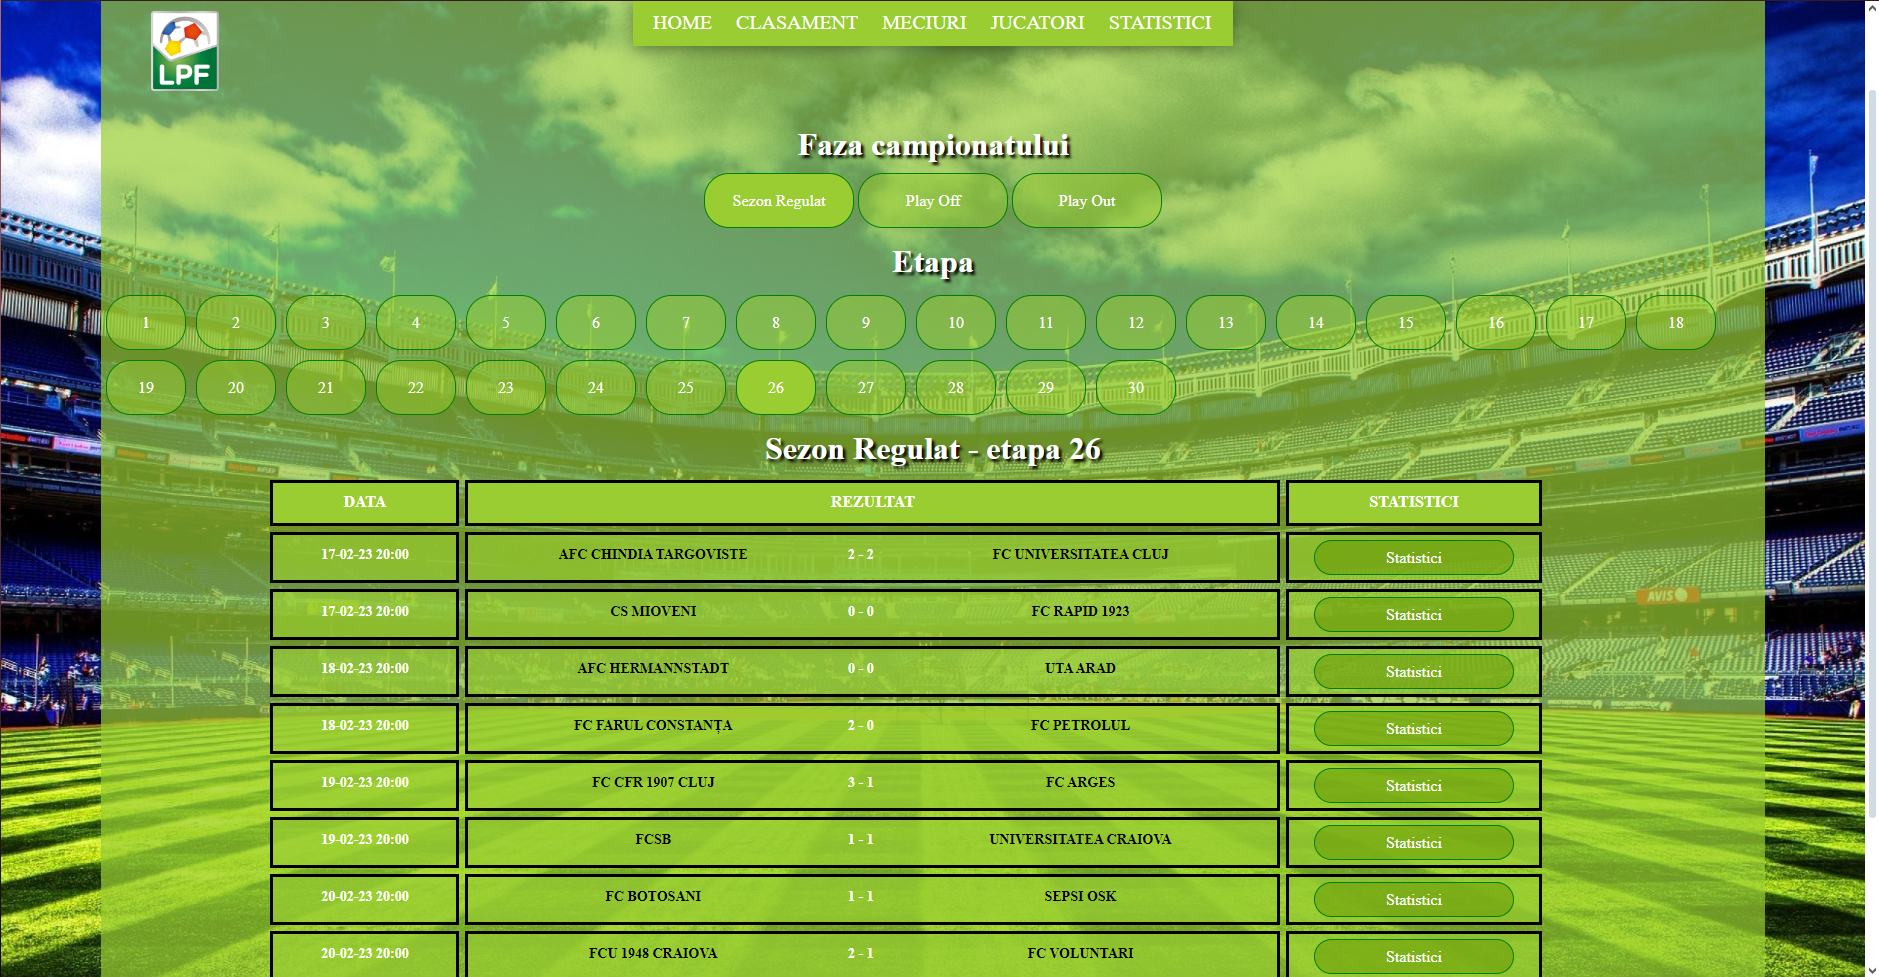 LPF
HOME CLASAMENT MECIURI JUCATORI STATISTICI
Faza campionatului
Sezon Regulat Play Off Play Out
Etapa
1 2 3 4 5 6 7 8 9 10 11 12 13 14 15 16 17 18
19 20 21 22 23 24 25 26 27 28 29 30
Sezon Regulat - etapa 26
DATA REZULTAT STATISTICI
17-02-23 20:00 AFC CHINDIA TARGOVISTE 2 - 2 FC UNIVERSITATEA CLUJ Statistici
17-02-23 20:00 CS MIOVENI 0 - 0 FC RAPID 1923 Statistici
AVIS
18-02-23 20:00 AFC HERMANNSTADT 0 - 0 UTA ARAD Statistici
18-02-23 20:00 FC FARUL CONSTANȚA 2 - 0 FC PETROLUL Statistici
19-02-23 20:00 FC CFR 1907 CLUJ 3 - 1 FC ARGES Statistici
19-02-23 20:00 FCSB 1 - 1 UNIVERSITATEA CRAIOVA Statistici
20-02-23 20:00 FC BOTOSANI 1 - 1 SEPSI OSK Statistici
20-02-23 20:00 FCU 1948 CRAIOVA 2 - 1 FC VOLUNTARI Statistici